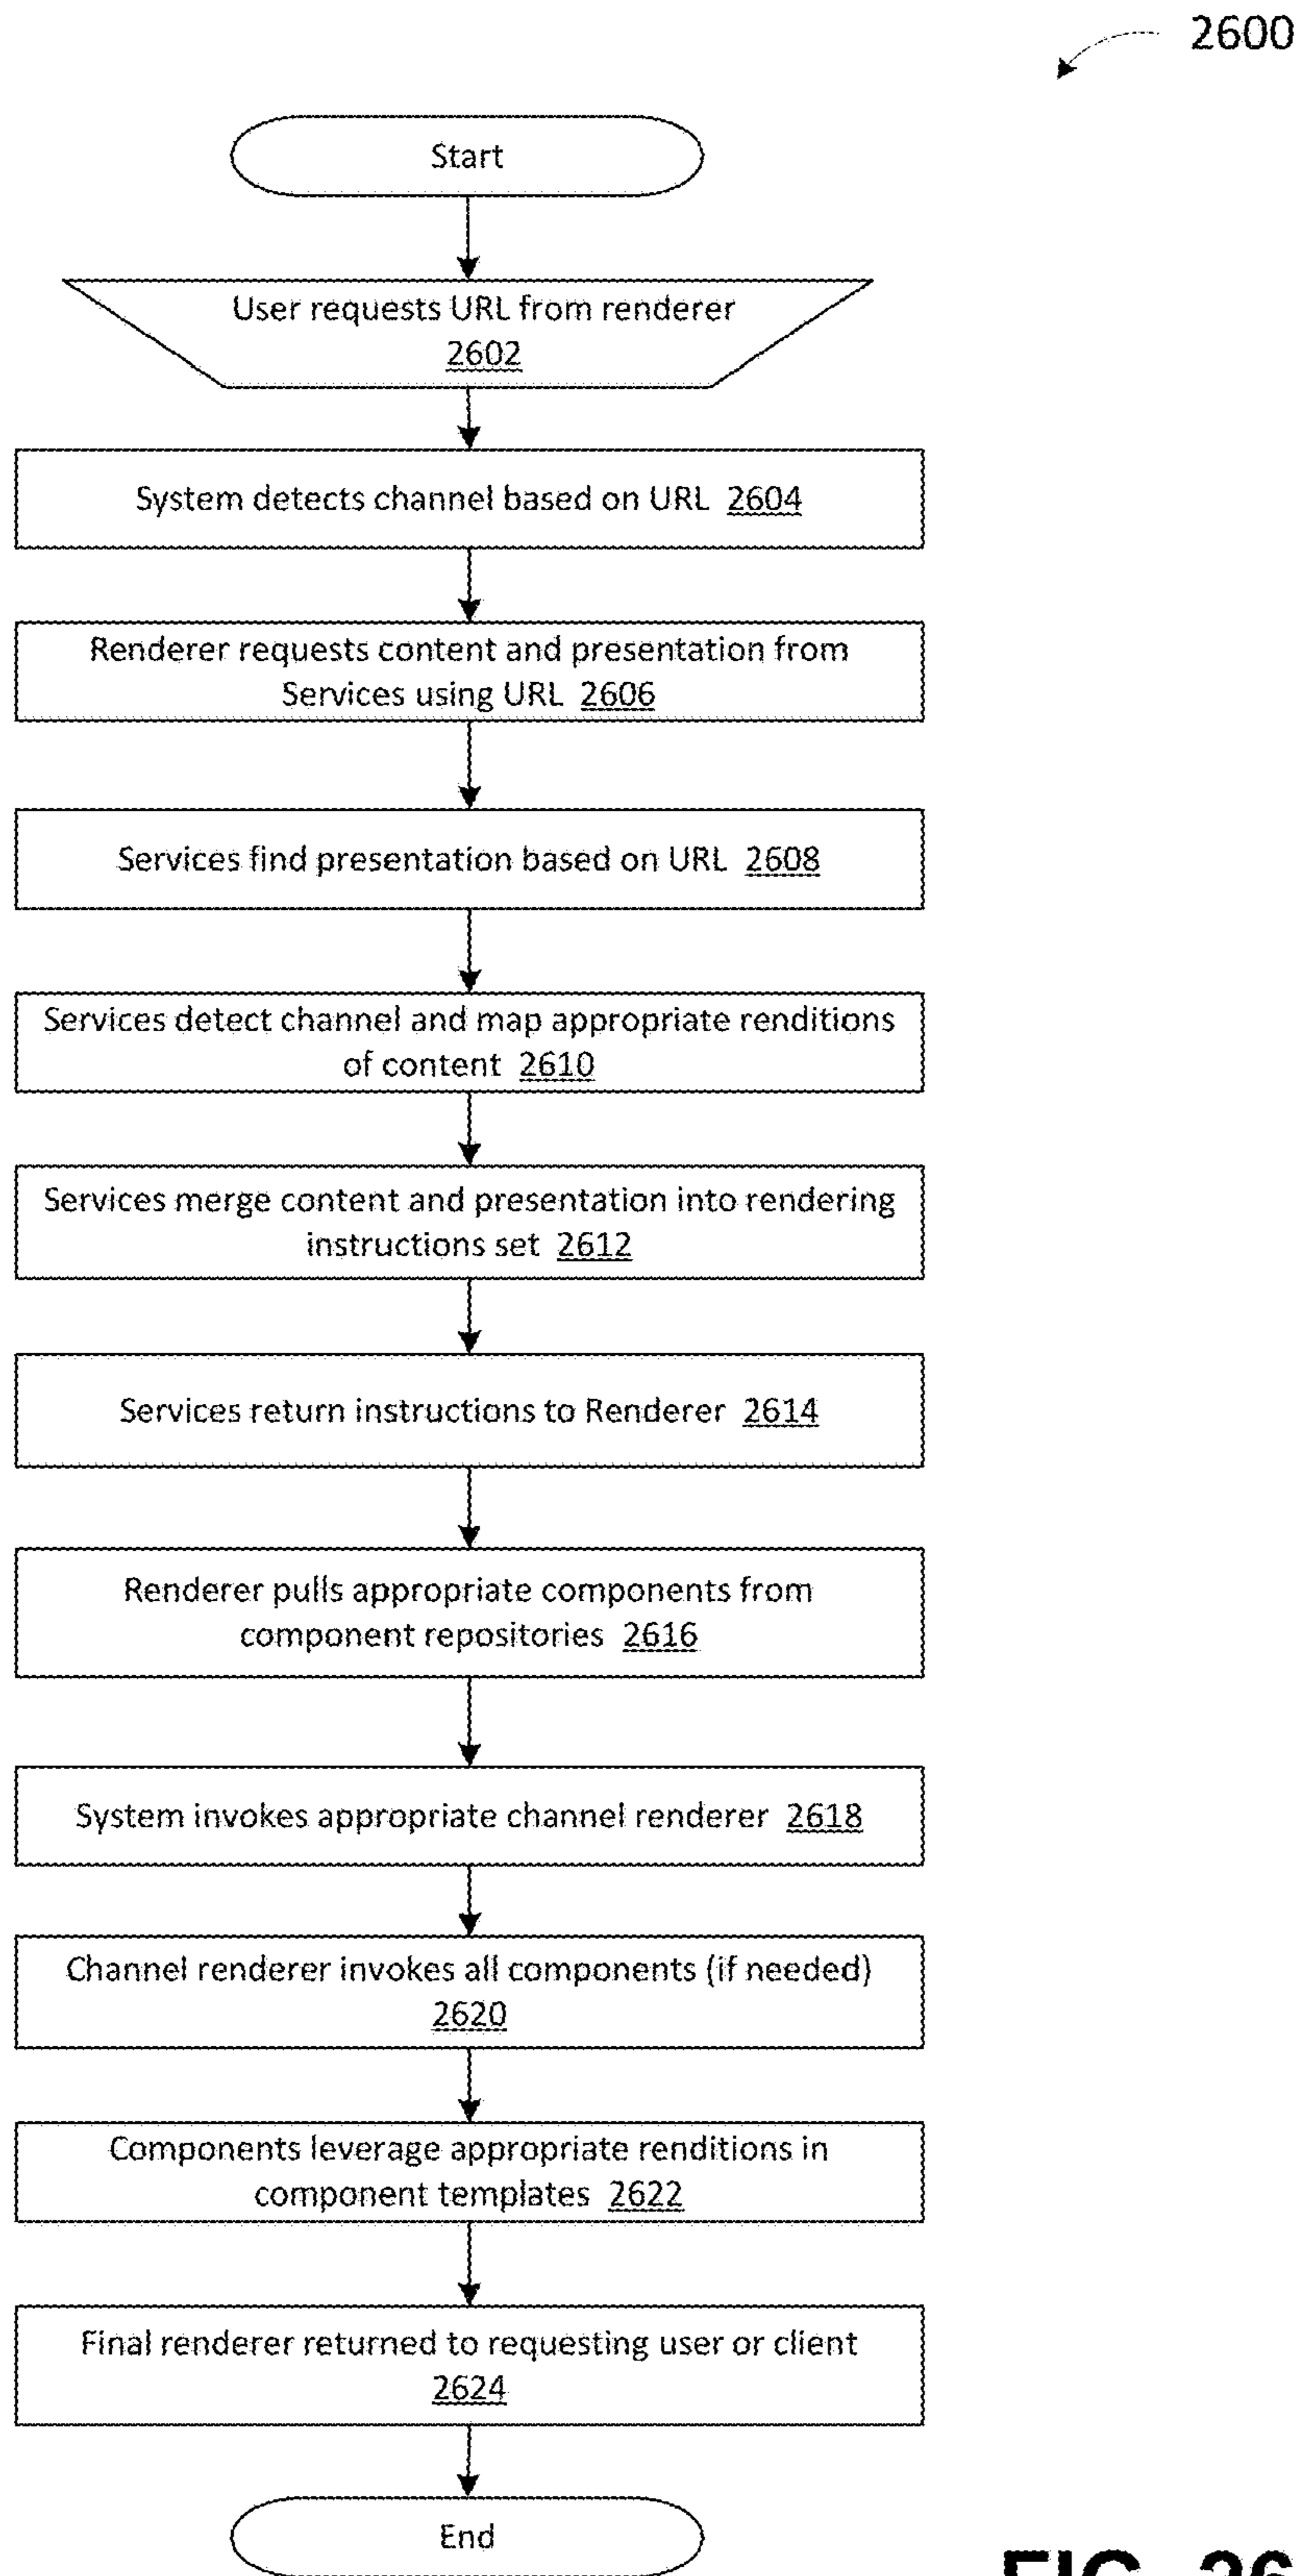 2600
Start
User requests URL from renderer
2602
System detects channel based on URL 2604
Renderer requests content and presentation from
Services using URL 2606
Services find presentation based on URL 2608
Services detect channel and map appropriate renditions
of content 2610
Services merge content and presentation into rendering
instructions set 2612
Services return instructions to Renderer 2614
Renderer pulls appropriate components from
component repositories 2616
System invokes appropriate channel renderer 2618
Channel renderer invokes all components (if needed)
2620
Components leverage appropriate renditions in
component templates 2622
Final renderer returned to requesting user or client
2624
End
FIG. 26